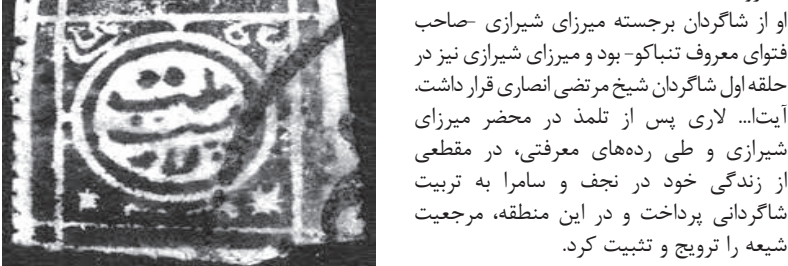 او از شاگردان برجسته میرزای شیرازی -صاحب
فتوای معروف تنباکو- بود و میرزای شیرازی نیز در
حلقه اول شاگردان شیخ مرتضی انصاری قرار داشت.
آیت‌ا... لاری پس از تلمذ در محضر میرزای
شیرازی و طی رده‌های معرفتی، در مقطعی
از زندگی خود در نجف و سامرا به تربیت
شاگردانی پرداخت و در این منطقه، مرجعیت
شیعه را ترویج و تثبیت کرد.